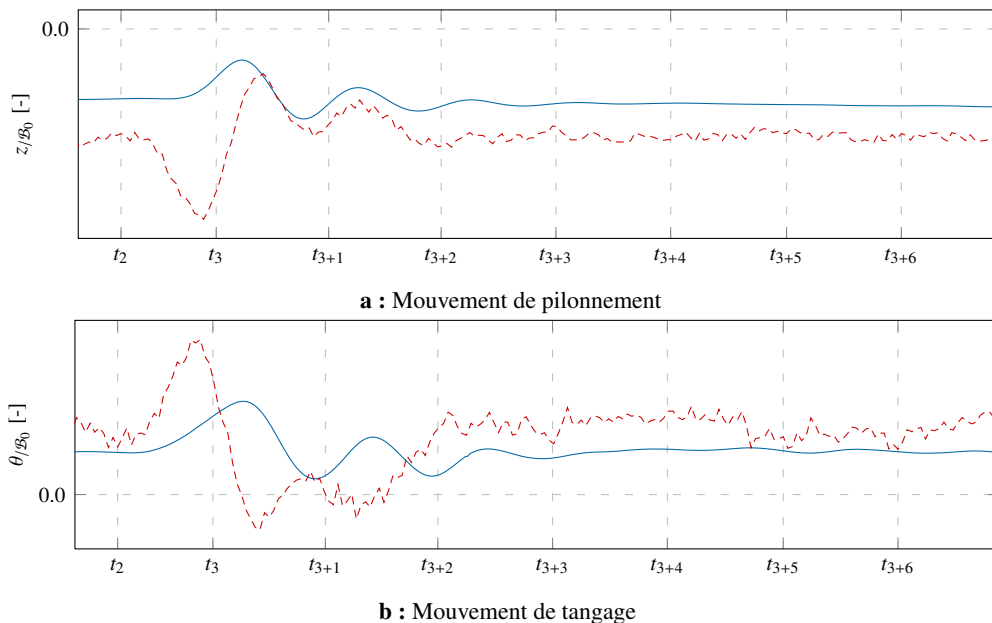 0.0
z/B₀ [-]
t₂ t₃ t₃₊₁ t₃₊₂ t₃₊₃ t₃₊₄ t₃₊₅ t₃₊₆
a : Mouvement de pilonnement
θ/B₀ [-]
0.0
t₂ t₃ t₃₊₁ t₃₊₂ t₃₊₃ t₃₊₄ t₃₊₅ t₃₊₆
b : Mouvement de tangage